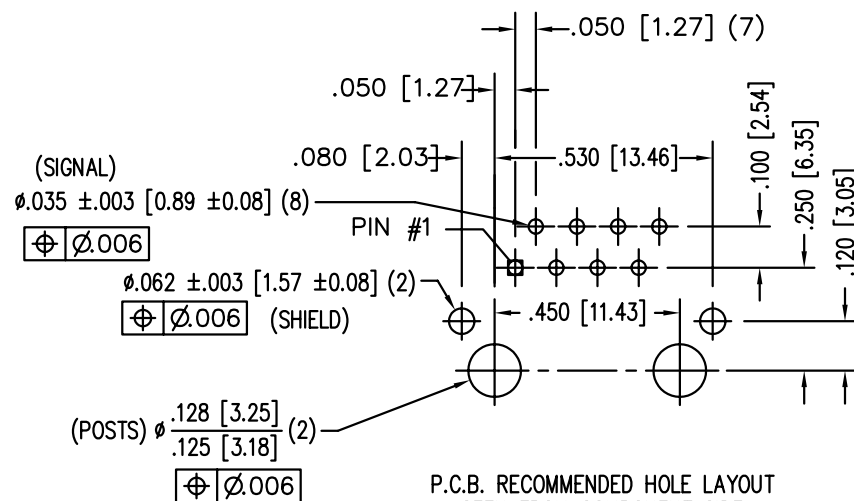 .050 [1.27] (7)
.050 [1.27]
.080 [2.03]
.530 [13.46]
.100 [2.54]
.250 [6.35]
.120 [3.05]
(SIGNAL)
ø.035 ±.003 [0.89 ±0.08] (8)
PIN #1
⌖ Ø.006
ø.062 ±.003 [1.57 ±0.08] (2)
⌖ Ø.006 (SHIELD)
.450 [11.43]
(POSTS) ø .128 [3.25] (2)
.125 [3.18]
⌖ Ø.006
P.C.B. RECOMMENDED HOLE LAYOUT